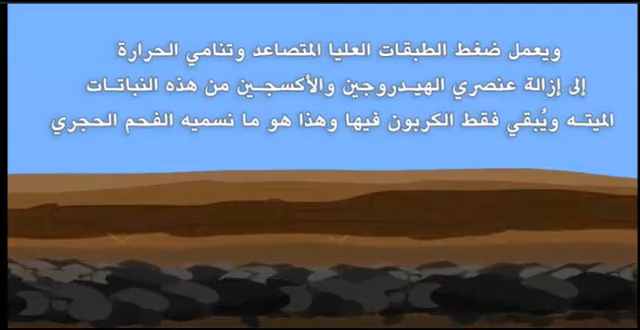 ويعمل ضغط الطبقات العليا المتصاعد وتنامي الحرارة
إلى إزالة عنصري الهيـدروجين والأكسجـين من هذه النباتـات
الميتـه ويُبقي فقط الكربون فيها وهذا هو ما نسميه الفحم الحجري